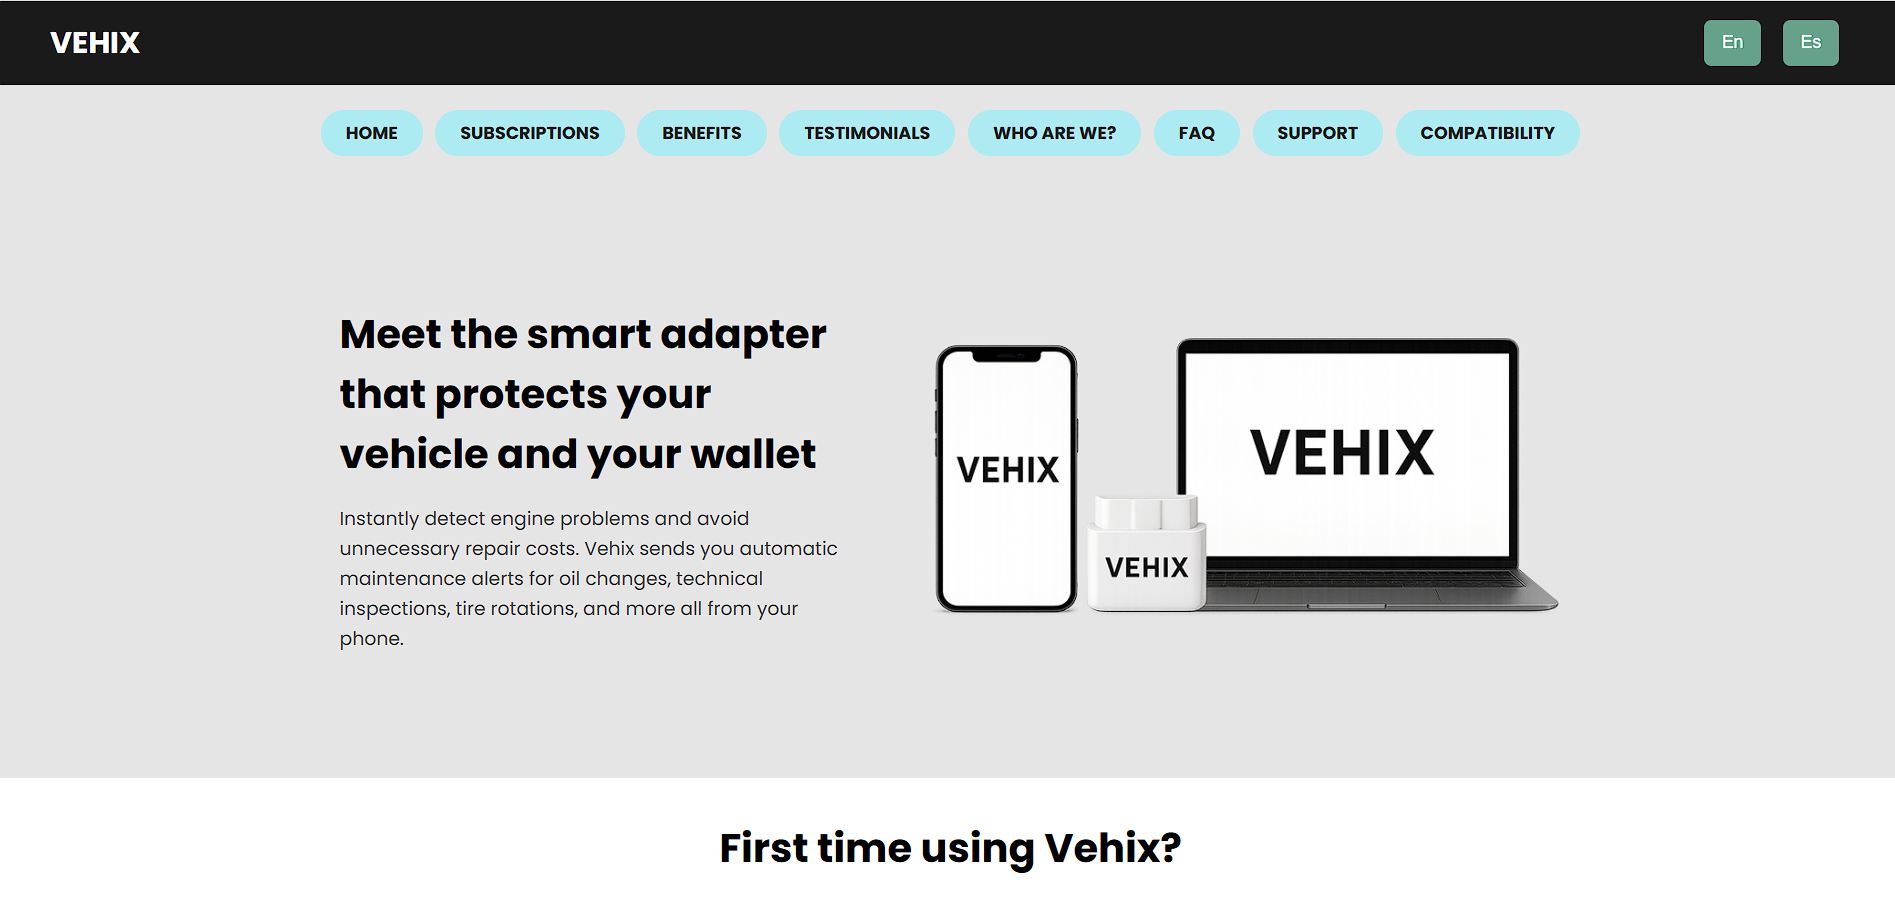 VEHIX
En
Es
HOME
SUBSCRIPTIONS
BENEFITS
TESTIMONIALS
WHO ARE WE?
FAQ
SUPPORT
COMPATIBILITY
Meet the smart adapter
that protects your
vehicle and your wallet
Instantly detect engine problems and avoid
unnecessary repair costs. Vehix sends you automatic
maintenance alerts for oil changes, technical
inspections, tire rotations, and more all from your
phone.
VEHIX
VEHIX
VEHIX
First time using Vehix?